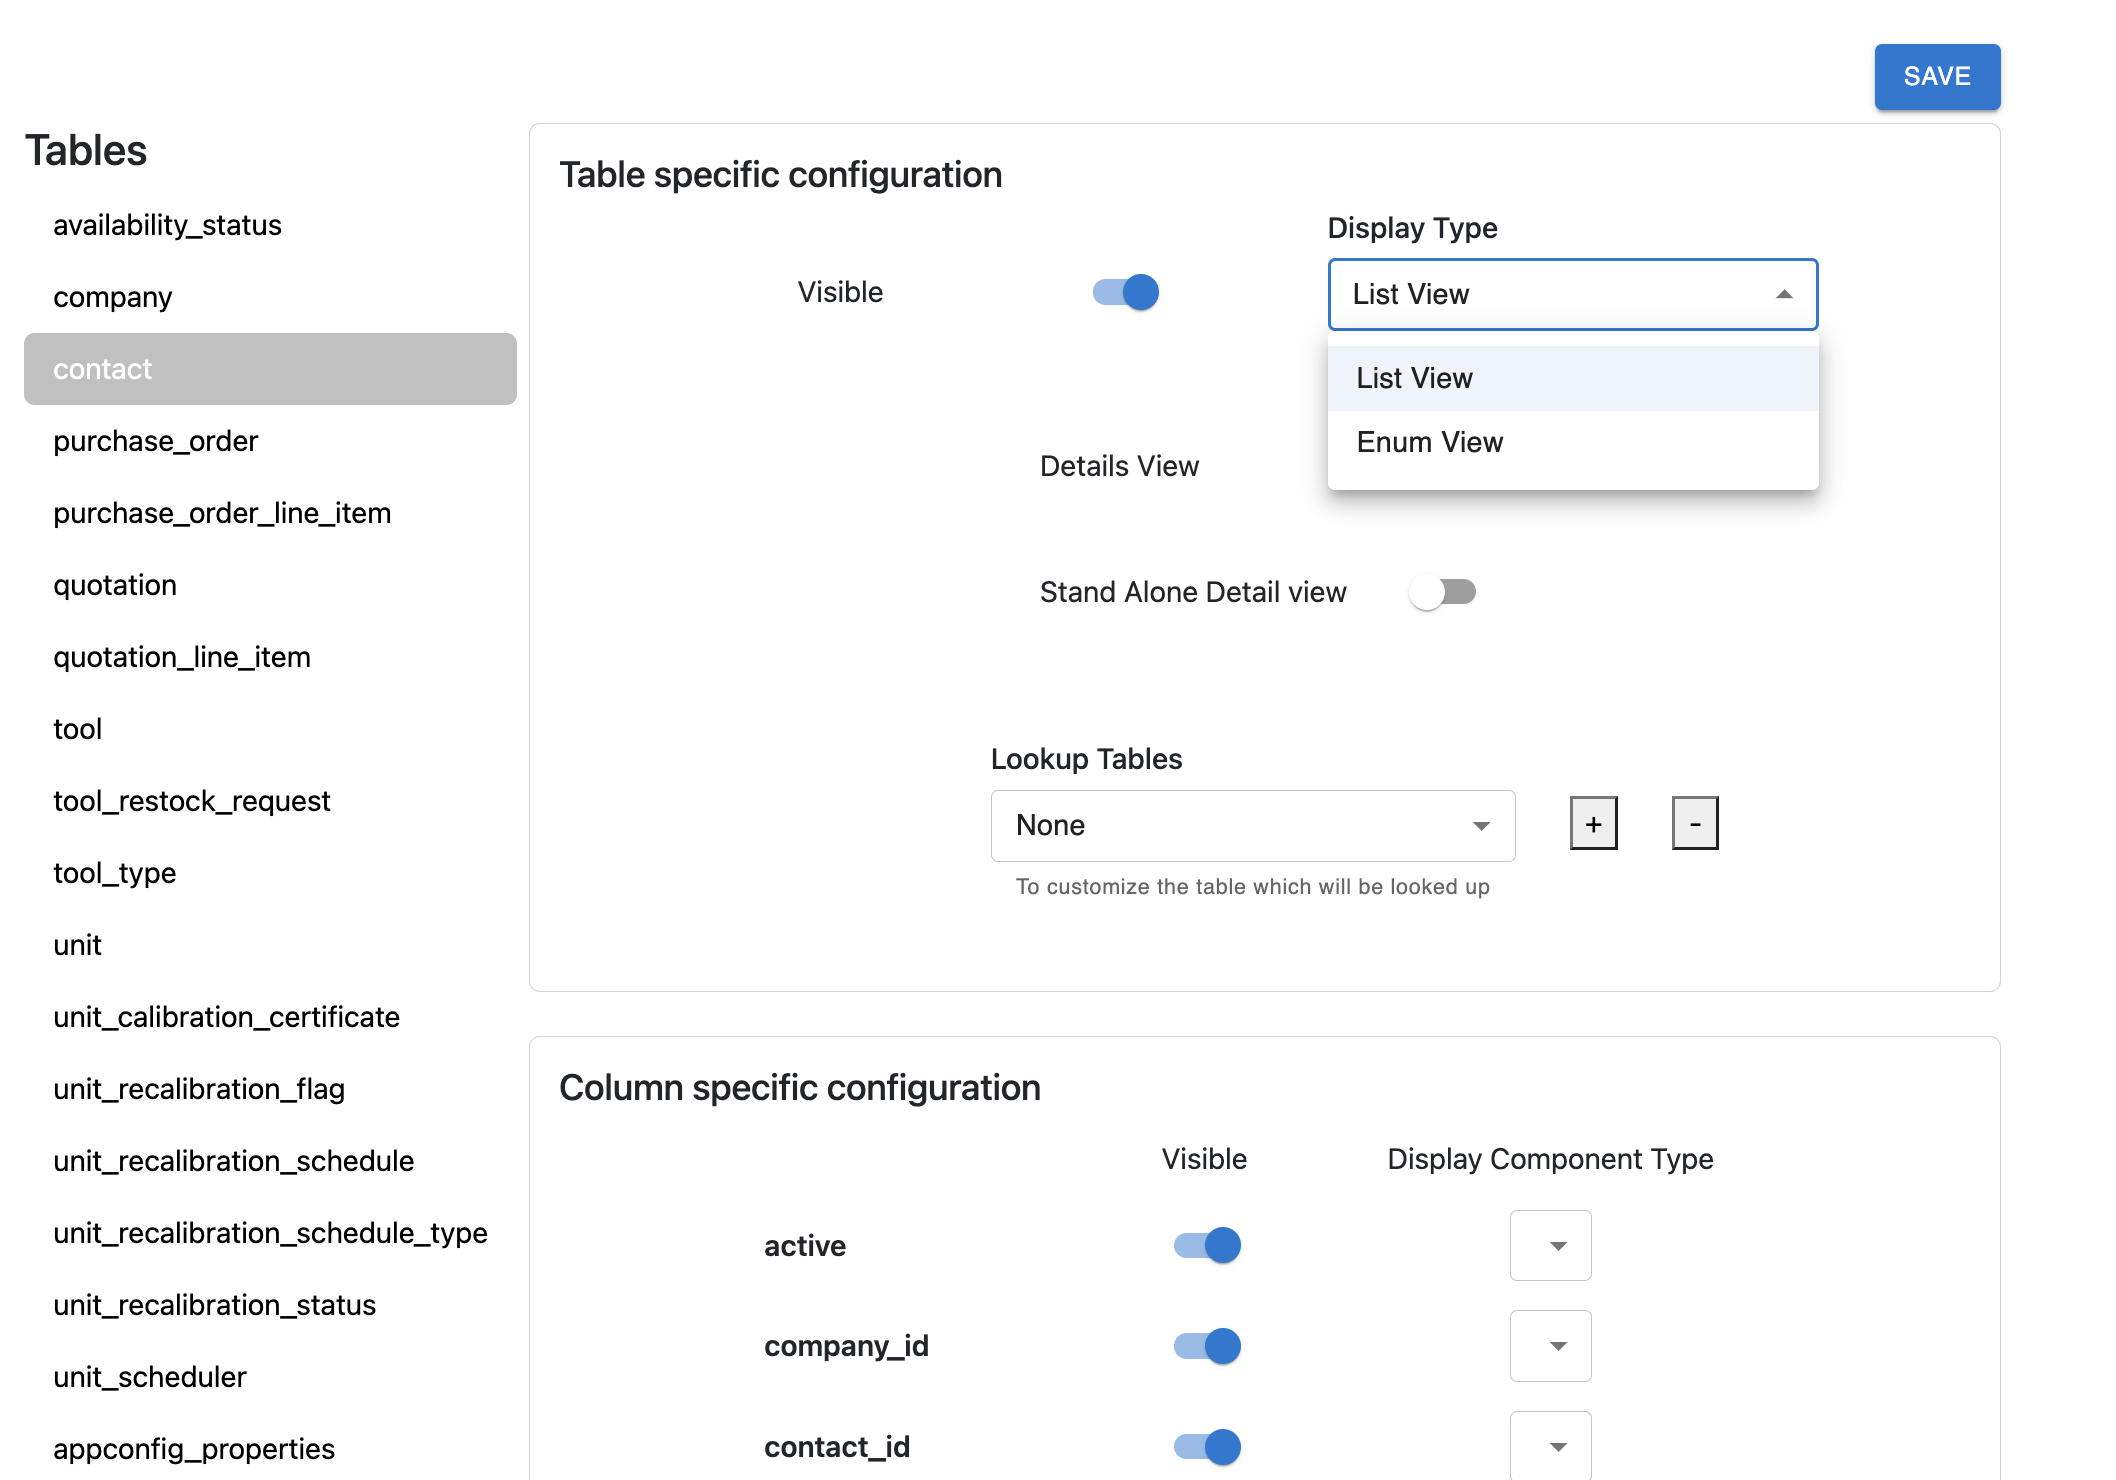 SAVE
Tables
availability_status
company
contact
purchase_order
purchase_order_line_item
quotation
quotation_line_item
tool
tool_restock_request
tool_type
unit
unit_calibration_certificate
unit_recalibration_flag
unit_recalibration_schedule
unit_recalibration_schedule_type
unit_recalibration_status
unit_scheduler
appconfig_properties
Table specific configuration
Display Type
Visible
List View
List View
Enum View
Details View
Stand Alone Detail view
Lookup Tables
None
+ -
To customize the table which will be looked up
Column specific configuration
Visible Display Component Type
active
company_id
contact_id